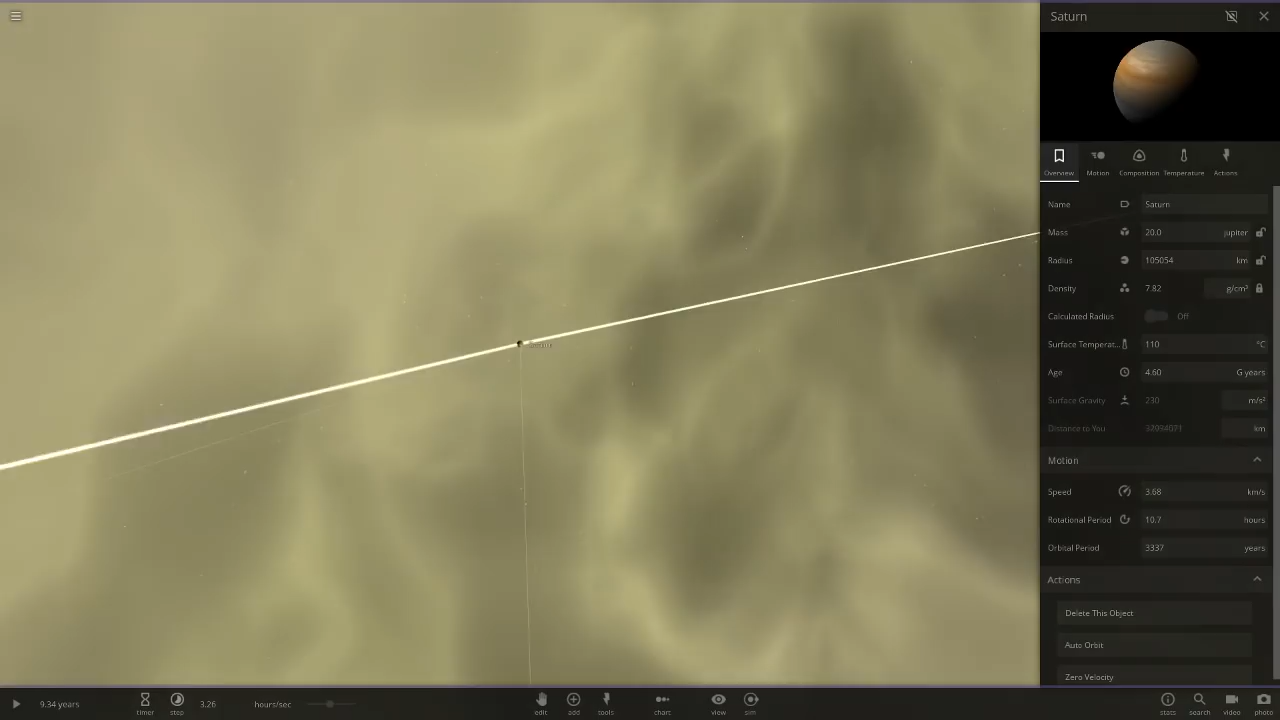 Saturn
Overview Motion Composition Temperature Actions
Name Saturn
Mass 20.0 jupiter
Radius 105054 km
Density 7.82 g/cm³
Calculated Radius Off
Surface Temperat... 110 °C
Age 4.60 G years
Surface Gravity 230 m/s²
Distance to You km
Motion
Speed 3.68 km/s
Rotational Period 10.7 hours
Orbital Period 3337 years
Actions
Delete This Object
Auto Orbit
Zero Velocity
9.34 years timer step 3.26 hours/sec edit add tools chart view sim stats search video photo